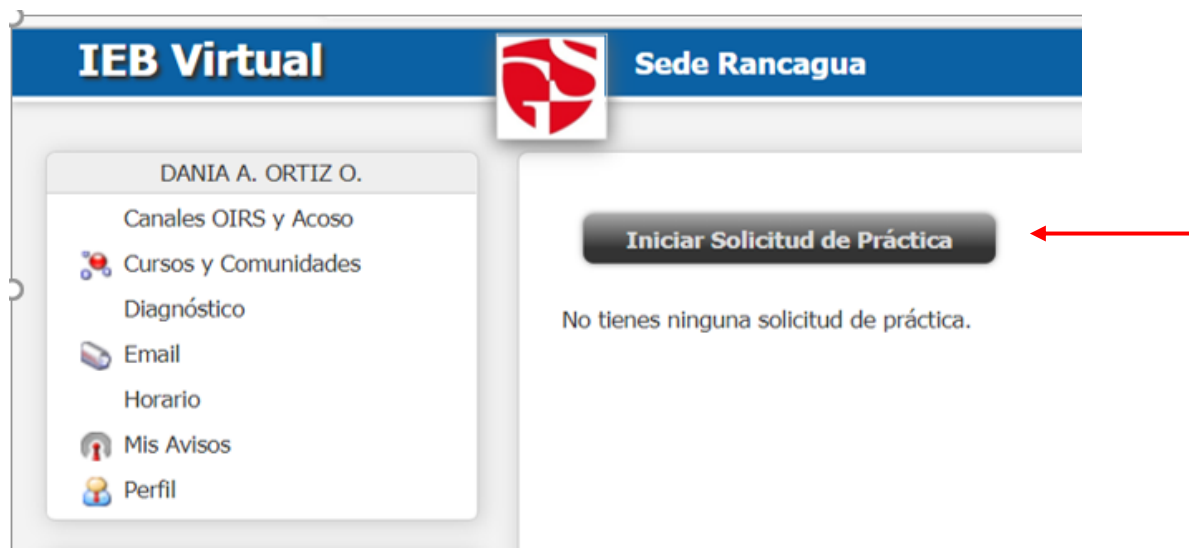 IEB Virtual
Sede Rancagua
DANIA A. ORTIZ O.
Canales OIRS y Acoso
Cursos y Comunidades
Diagnóstico
Email
Horario
Mis Avisos
Perfil
Iniciar Solicitud de Práctica
No tienes ninguna solicitud de práctica.